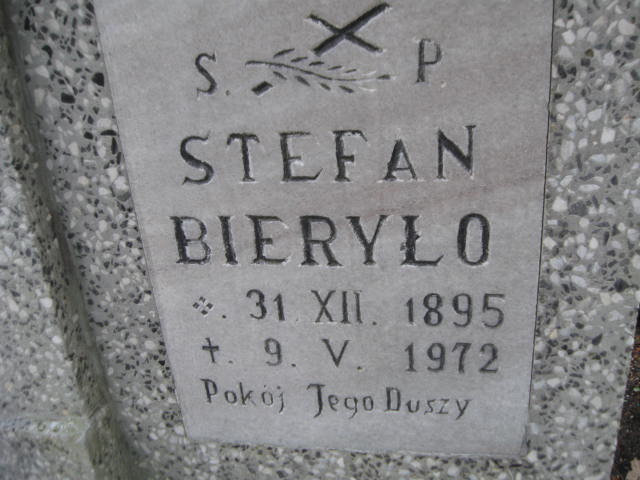 S. P.
STEFAN
BIERYŁO
*. 31. XII. 1895
†. 9. V. 1972
Pokój Jego Duszy